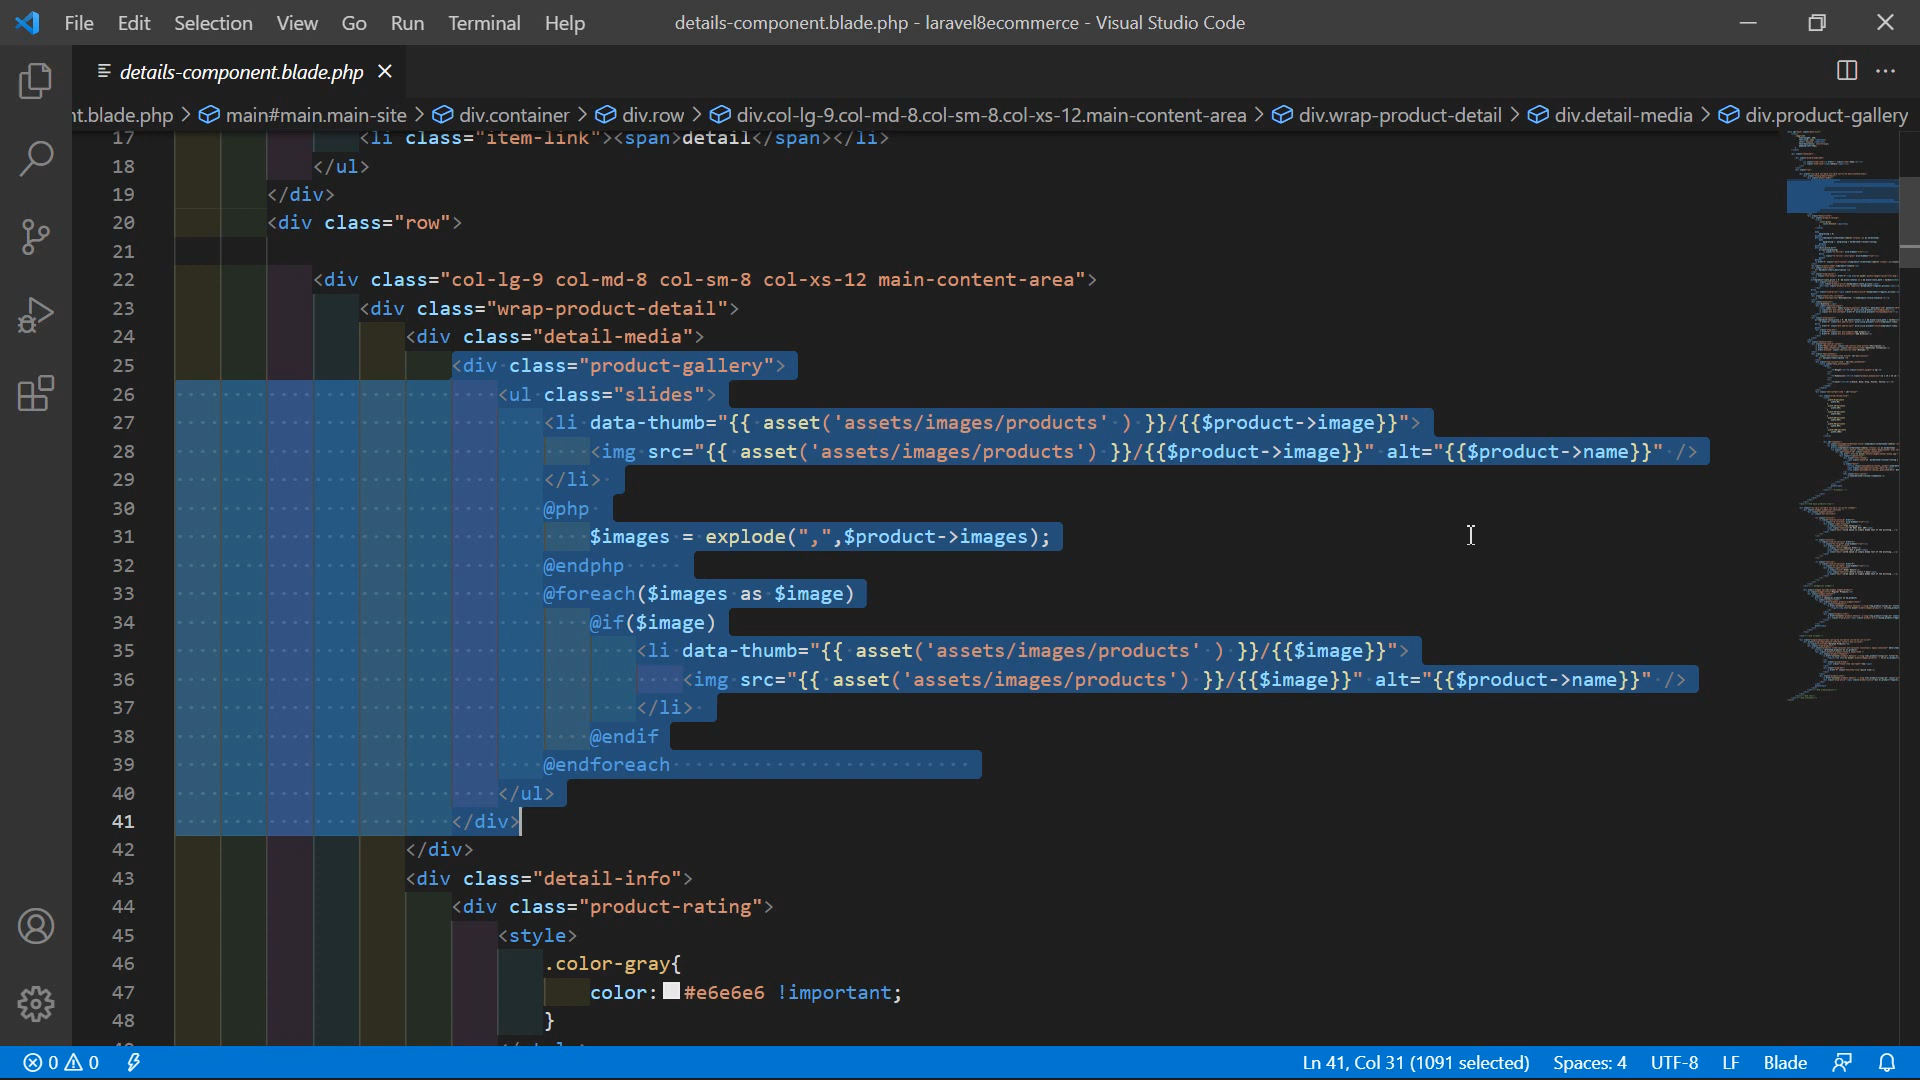 File Edit Selection View Go Run Terminal Help details-component.blade.php - laravel8ecommerce - Visual Studio Code
details-component.blade.php
nt.blade.php > main#main.main-site > div.container > div.row > div.col-lg-9.col-md-8.col-sm-8.col-xs-12.main-content-area > div.wrap-product-detail > div.detail-media > div.product-gallery
17 <li class="item-link"><span>detail</span></li>
18 </ul>
19 </div>
20 <div class="row">
21
22 <div class="col-lg-9 col-md-8 col-sm-8 col-xs-12 main-content-area">
23 <div class="wrap-product-detail">
24 <div class="detail-media">
25 <div class="product-gallery">
26 <ul class="slides">
27 <li data-thumb="{{ asset('assets/images/products' ) }}/{{$product->image}}">
28 <img src="{{ asset('assets/images/products') }}/{{$product->image}}" alt="{{$product->name}}" />
29 </li>
30 @php
31 $images = explode(",",$product->images);
32 @endphp
33 @foreach($images as $image)
34 @if($image)
35 <li data-thumb="{{ asset('assets/images/products' ) }}/{{$image}}">
36 <img src="{{ asset('assets/images/products') }}/{{$image}}" alt="{{$product->name}}" />
37 </li>
38 @endif
39 @endforeach
40 </ul>
41 </div>
42 </div>
43 <div class="detail-info">
44 <div class="product-rating">
45 <style>
46 .color-gray{
47 color: #e6e6e6 !important;
48 }
0 0 Ln 41, Col 31 (1091 selected) Spaces: 4 UTF-8 LF Blade